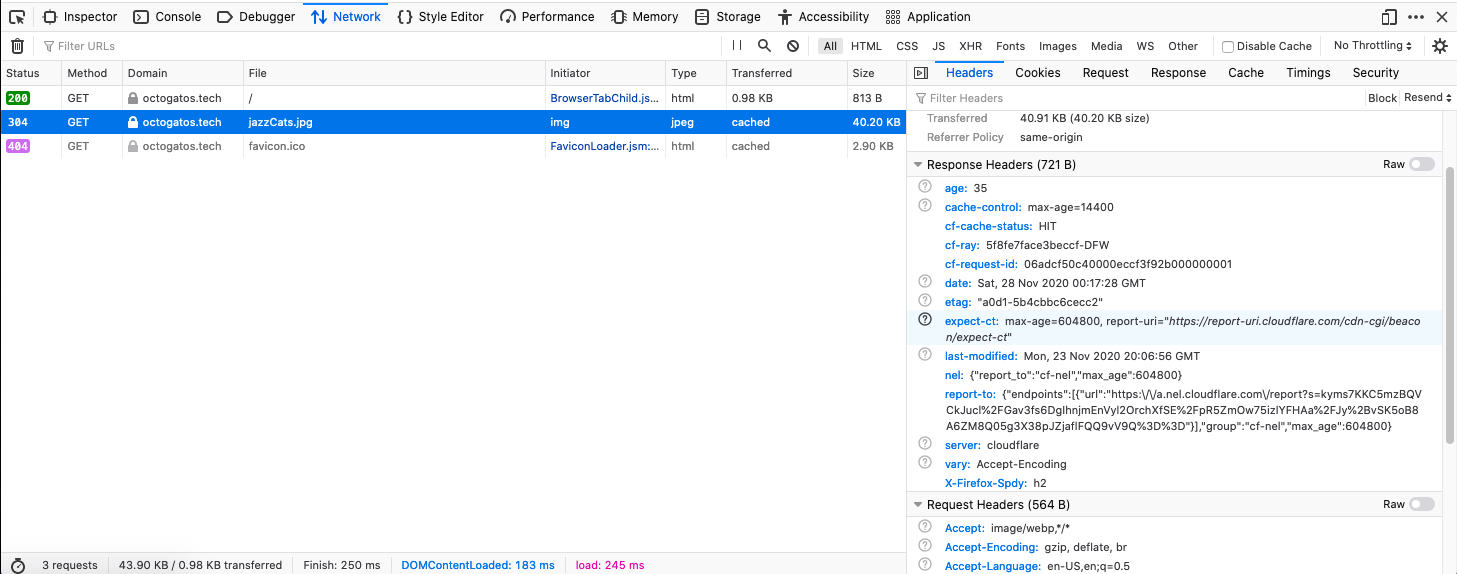 Inspector Console Debugger Network Style Editor Performance Memory Storage Accessibility Application
Filter URLs All HTML CSS JS XHR Fonts Images Media WS Other Disable Cache No Throttling
Status Method Domain File Initiator Type Transferred Size
200 GET octogatos.tech / BrowserTabChild.js... html 0.98 KB 813 B
304 GET octogatos.tech jazzCats.jpg img jpeg cached 40.20 KB
404 GET octogatos.tech favicon.ico FaviconLoader.jsm:... html cached 2.90 KB
Headers Cookies Request Response Cache Timings Security
Filter Headers Block Resend
Transferred 40.91 KB (40.20 KB size)
Referrer Policy same-origin
Response Headers (721 B) Raw
age: 35
cache-control: max-age=14400
cf-cache-status: HIT
cf-ray: 5f8fe7face3beccf-DFW
cf-request-id: 06adcf50c40000eccf3f92b000000001
date: Sat, 28 Nov 2020 00:17:28 GMT
etag: "a0d1-5b4cbbc6cecc2"
expect-ct: max-age=604800, report-uri="https://report-uri.cloudflare.com/cdn-cgi/beaco
n/expect-ct"
last-modified: Mon, 23 Nov 2020 20:06:56 GMT
nel: {"report_to":"cf-nel","max_age":604800}
report-to: {"endpoints":[{"url":"https:\/\/a.nel.cloudflare.com\/report?s=kyms7KKC5mzBQV
CkJucl%2FGav3fs6DgIhnjmEnVyl2OrchXfSE%2FpR5ZmOw75izlYFHAa%2FJy%2BvSK5oB8
A6ZM8Q05g3X38pJZjaflFQQ9vV9Q%3D%3D"}],"group":"cf-nel","max_age":604800}
server: cloudflare
vary: Accept-Encoding
X-Firefox-Spdy: h2
Request Headers (564 B) Raw
Accept: image/webp,*/*
Accept-Encoding: gzip, deflate, br
Accept-Language: en-US,en;q=0.5
3 requests 43.90 KB / 0.98 KB transferred Finish: 250 ms DOMContentLoaded: 183 ms load: 245 ms